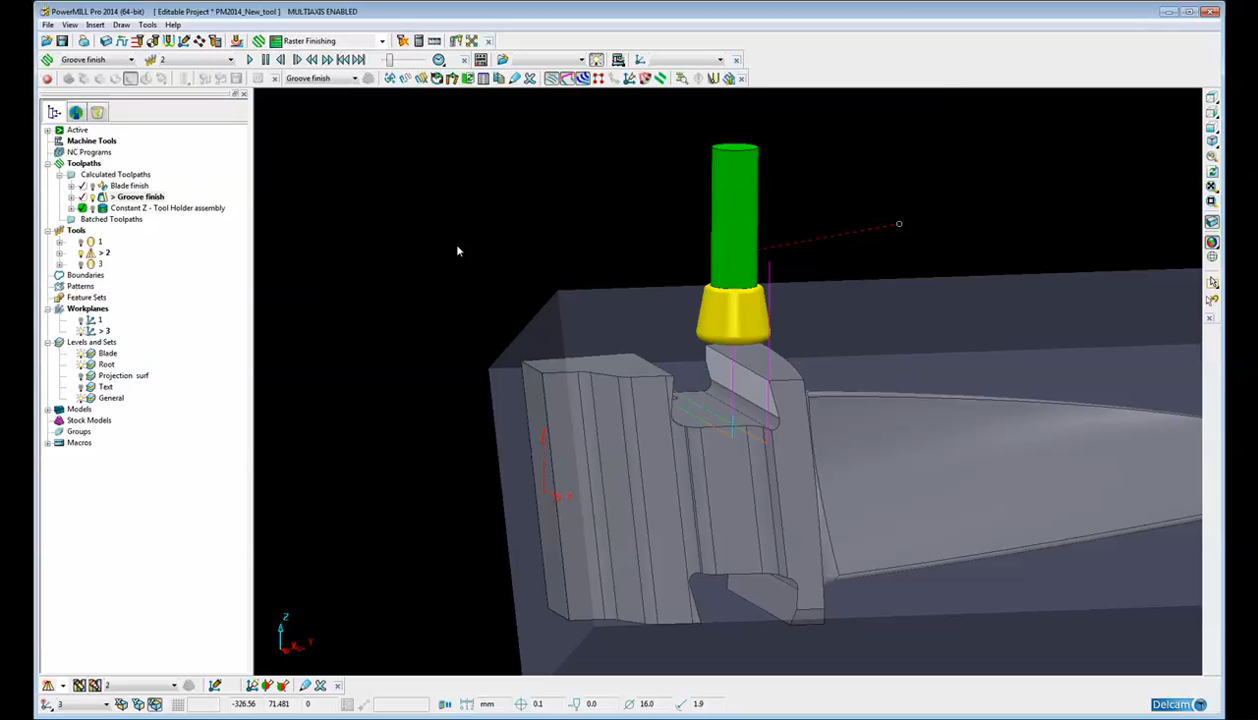 PowerMILL Pro 2014 (64-bit) [ Editable Project * PM2014_New_tool ] MULTIAXIS ENABLED
File View Insert Draw Tools Help
Raster Finishing
Groove finish 2
Groove finish
Active
Machine Tools
NC Programs
Toolpaths
Calculated Toolpaths
Blade finish
> Groove finish
Constant Z - Tool Holder assembly
Batched Toolpaths
Tools
1
> 2
3
Boundaries
Patterns
Feature Sets
Workplanes
1
> 3
Levels and Sets
Blade
Root
Projection surf
Text
General
Models
Stock Models
Groups
Macros
Z
X Y
2
3 -326.56 71.481 0 mm 0.1 0.0 16.0 1.9 Delcam